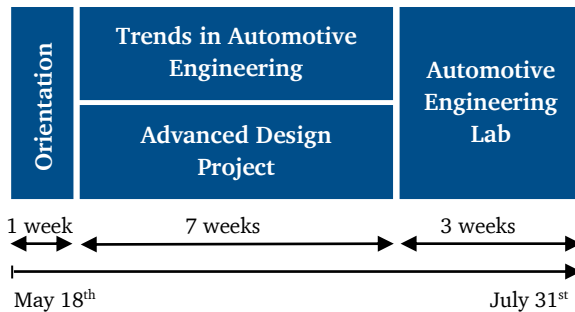 Orientation
Trends in Automotive
Engineering
Advanced Design
Project
Automotive
Engineering
Lab
1 week
7 weeks
3 weeks
May 18th
July 31st